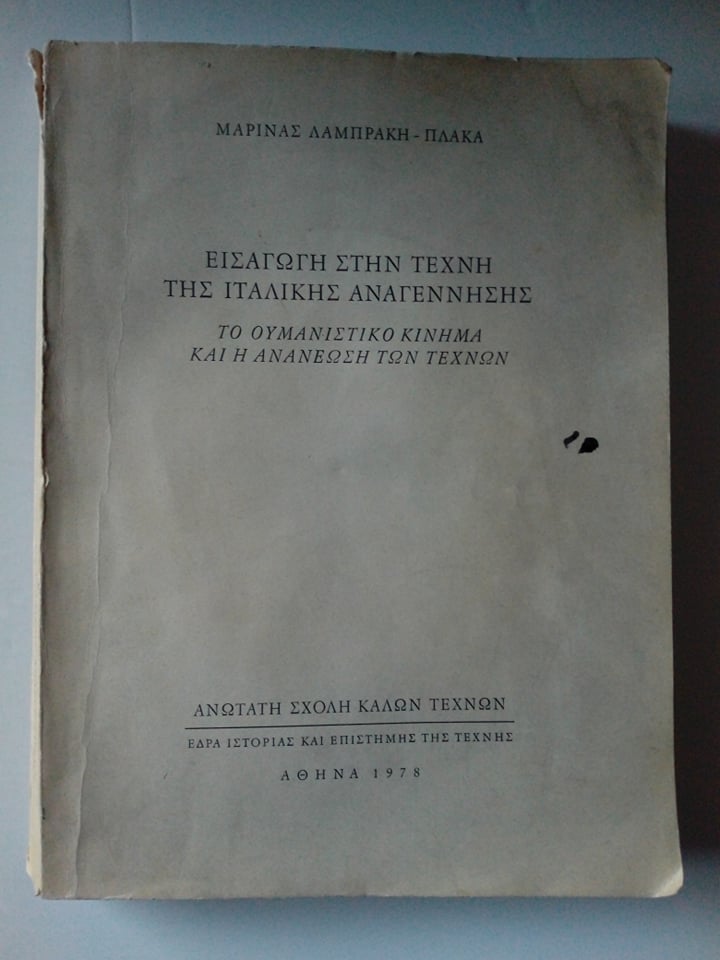 ΜΑΡΙΝΑΣ ΛΑΜΠΡΑΚΗ - ΠΛΑΚΑ
ΕΙΣΑΓΩΓΗ ΣΤΗΝ ΤΕΧΝΗ
ΤΗΣ ΙΤΑΛΙΚΗΣ ΑΝΑΓΕΝΝΗΣΗΣ
ΤΟ ΟΥΜΑΝΙΣΤΙΚΟ ΚΙΝΗΜΑ
ΚΑΙ Η ΑΝΑΝΕΩΣΗ ΤΩΝ ΤΕΧΝΩΝ
ΑΝΩΤΑΤΗ ΣΧΟΛΗ ΚΑΛΩΝ ΤΕΧΝΩΝ
ΕΔΡΑ ΙΣΤΟΡΙΑΣ ΚΑΙ ΕΠΙΣΤΗΜΗΣ ΤΗΣ ΤΕΧΝΗΣ
ΑΘΗΝΑ 1978